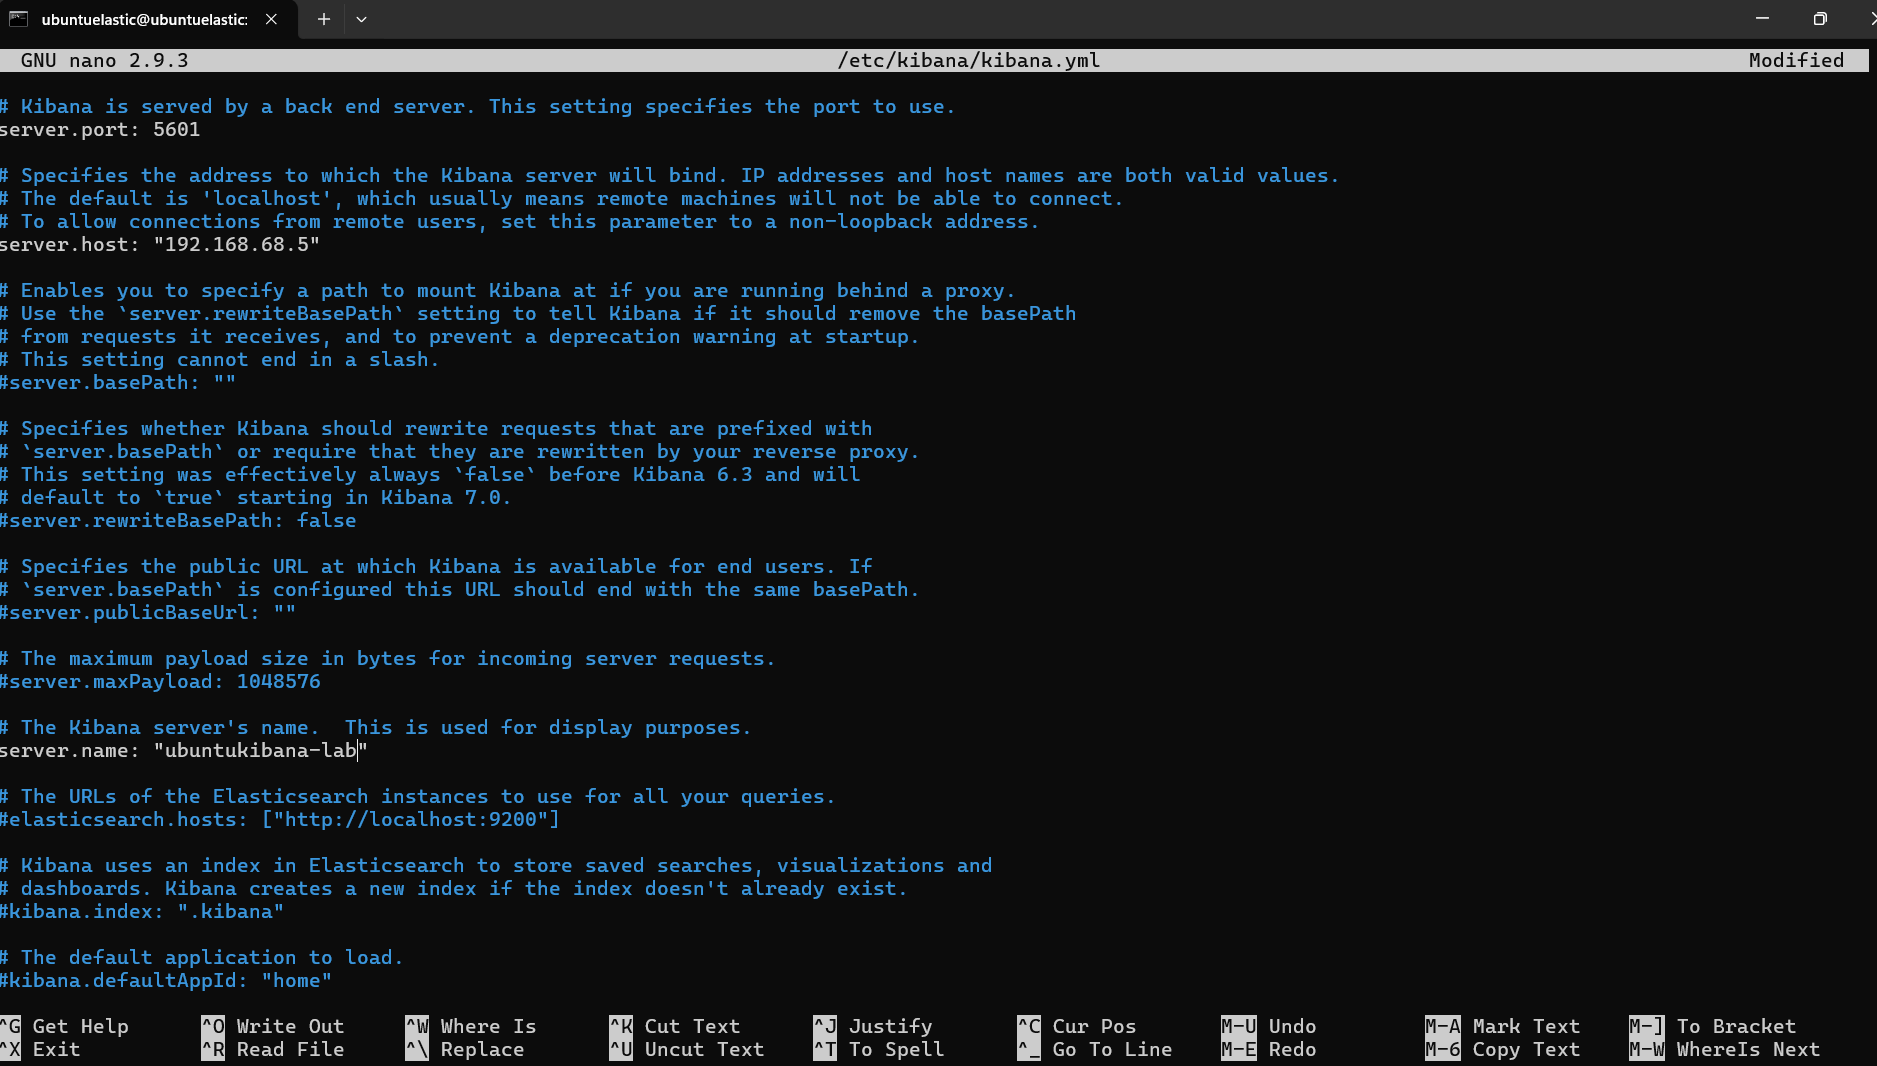 ubuntuelastic@ubuntuelastic:
GNU nano 2.9.3 /etc/kibana/kibana.yml Modified
# Kibana is served by a back end server. This setting specifies the port to use.
server.port: 5601
# Specifies the address to which the Kibana server will bind. IP addresses and host names are both valid values.
# The default is 'localhost', which usually means remote machines will not be able to connect.
# To allow connections from remote users, set this parameter to a non-loopback address.
server.host: "192.168.68.5"
# Enables you to specify a path to mount Kibana at if you are running behind a proxy.
# Use the `server.rewriteBasePath` setting to tell Kibana if it should remove the basePath
# from requests it receives, and to prevent a deprecation warning at startup.
# This setting cannot end in a slash.
#server.basePath: ""
# Specifies whether Kibana should rewrite requests that are prefixed with
# `server.basePath` or require that they are rewritten by your reverse proxy.
# This setting was effectively always `false` before Kibana 6.3 and will
# default to `true` starting in Kibana 7.0.
#server.rewriteBasePath: false
# Specifies the public URL at which Kibana is available for end users. If
# `server.basePath` is configured this URL should end with the same basePath.
#server.publicBaseUrl: ""
# The maximum payload size in bytes for incoming server requests.
#server.maxPayload: 1048576
# The Kibana server's name.  This is used for display purposes.
server.name: "ubuntukibana-lab"
# The URLs of the Elasticsearch instances to use for all your queries.
#elasticsearch.hosts: ["http://localhost:9200"]
# Kibana uses an index in Elasticsearch to store saved searches, visualizations and
# dashboards. Kibana creates a new index if the index doesn't already exist.
#kibana.index: ".kibana"
# The default application to load.
#kibana.defaultAppId: "home"
^G Get Help ^O Write Out ^W Where Is ^K Cut Text ^J Justify ^C Cur Pos M-U Undo M-A Mark Text M-] To Bracket
^X Exit ^R Read File ^\ Replace ^U Uncut Text ^T To Spell ^_ Go To Line M-E Redo M-6 Copy Text M-W WhereIs Next